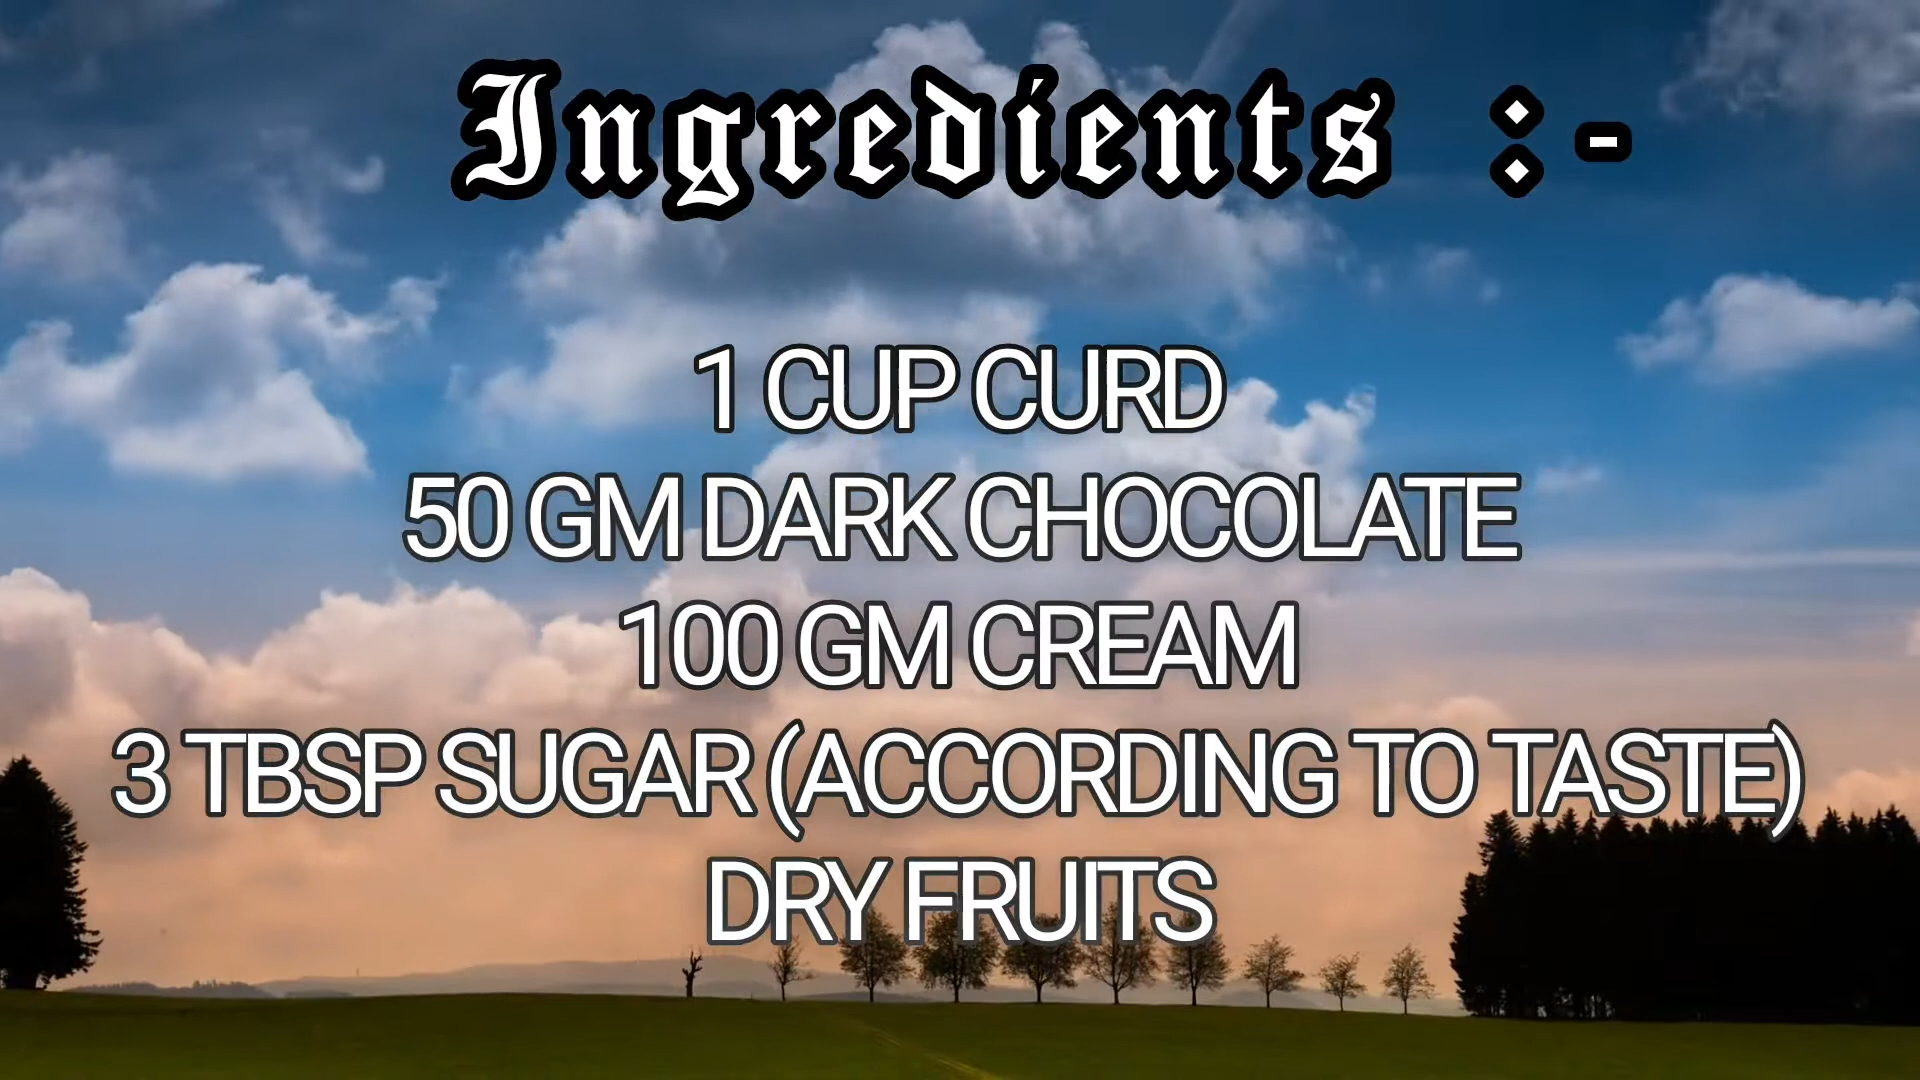 Ingredients :-
1 CUP CURD
50 GM DARK CHOCOLATE
100 GM CREAM
3 TBSP SUGAR (ACCORDING TO TASTE)
DRY FRUITS